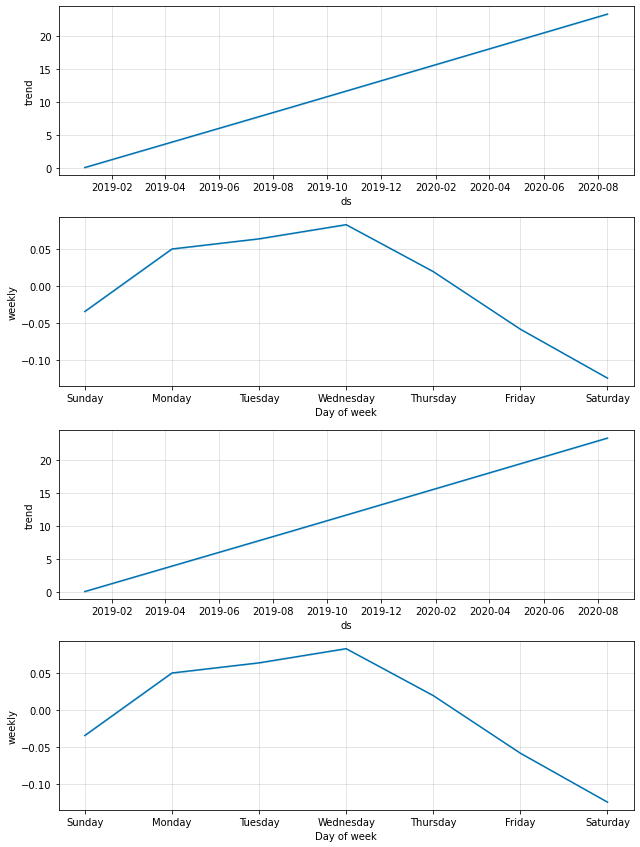 20
15
10
5
0
trend
2019-02 2019-04 2019-06 2019-08 2019-10 2019-12 2020-02 2020-04 2020-06 2020-08
ds
0.05
0.00
−0.05
−0.10
weekly
Sunday Monday Tuesday Wednesday Thursday Friday Saturday
Day of week
20
15
10
5
0
trend
2019-02 2019-04 2019-06 2019-08 2019-10 2019-12 2020-02 2020-04 2020-06 2020-08
ds
0.05
0.00
−0.05
−0.10
weekly
Sunday Monday Tuesday Wednesday Thursday Friday Saturday
Day of week